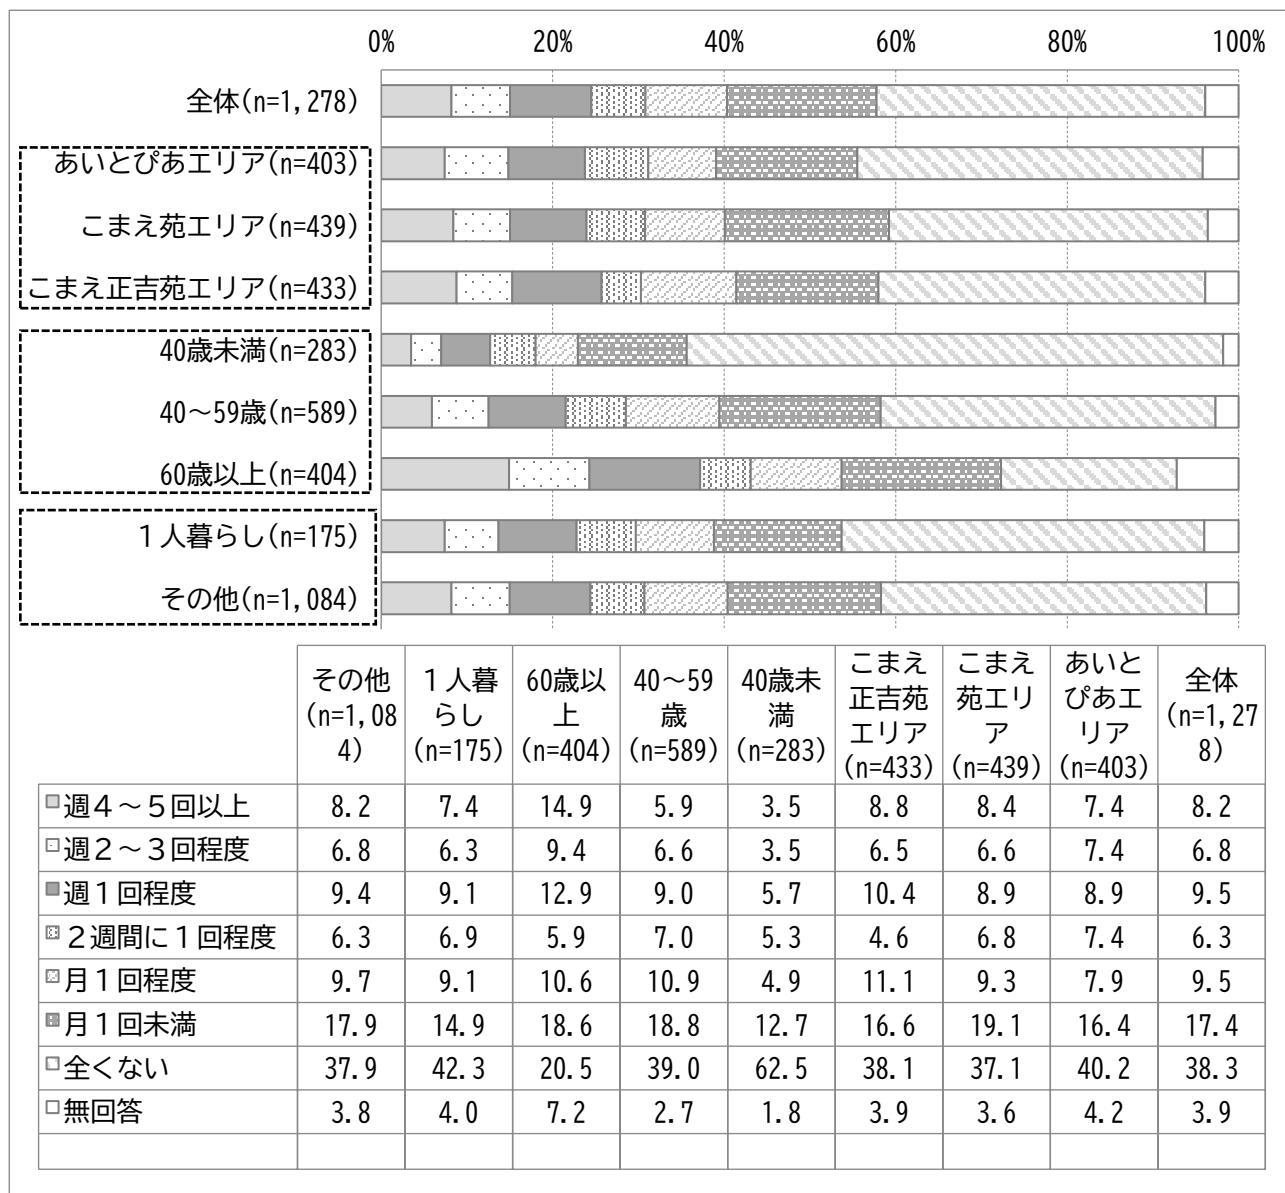 0% 20% 40% 60% 80% 100%
全体(n=1,278)
あいとぴあエリア(n=403)
こまえ苑エリア(n=439)
こまえ正吉苑エリア(n=433)
40歳未満(n=283)
40～59歳(n=589)
60歳以上(n=404)
１人暮らし(n=175)
その他(n=1,084)
その他
(n=1,08
4)
１人暮
らし
(n=175)
60歳以
上
(n=404)
40～59
歳
(n=589)
40歳未
満
(n=283)
こまえ
正吉苑
エリア
(n=433)
こまえ
苑エリ
ア
(n=439)
あいと
ぴあエ
リア
(n=403)
全体
(n=1,27
8)
週４～５回以上 8.2 7.4 14.9 5.9 3.5 8.8 8.4 7.4 8.2
週２～３回程度 6.8 6.3 9.4 6.6 3.5 6.5 6.6 7.4 6.8
週１回程度 9.4 9.1 12.9 9.0 5.7 10.4 8.9 8.9 9.5
２週間に１回程度 6.3 6.9 5.9 7.0 5.3 4.6 6.8 7.4 6.3
月１回程度 9.7 9.1 10.6 10.9 4.9 11.1 9.3 7.9 9.5
月１回未満 17.9 14.9 18.6 18.8 12.7 16.6 19.1 16.4 17.4
全くない 37.9 42.3 20.5 39.0 62.5 38.1 37.1 40.2 38.3
無回答 3.8 4.0 7.2 2.7 1.8 3.9 3.6 4.2 3.9